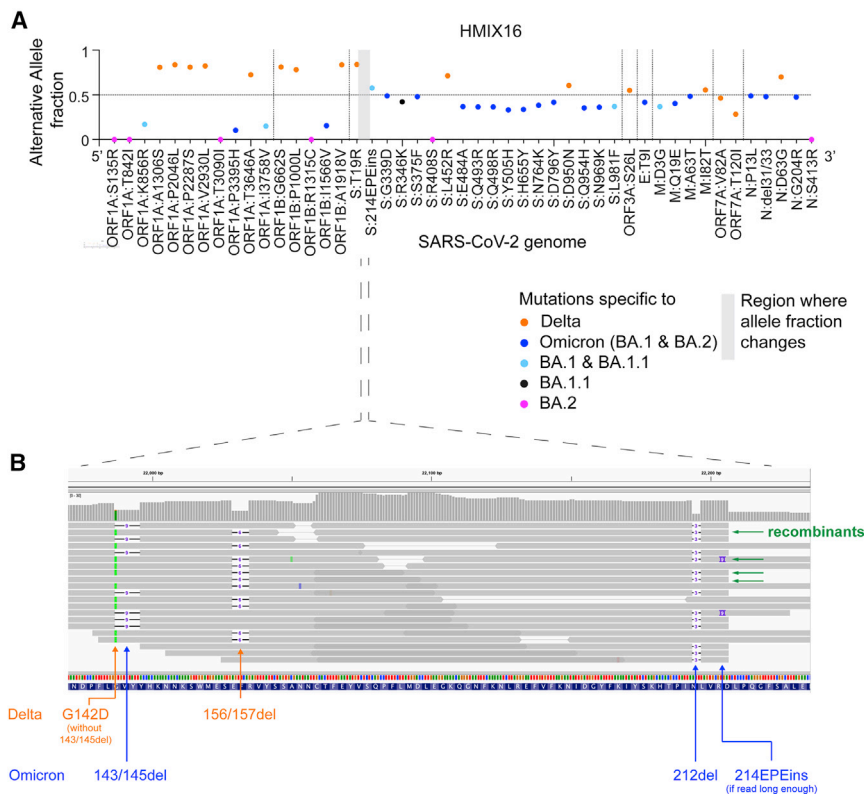 A
HMIX16
Alternative Allele
fraction
1
0.5
0
5'
3'
ORF1A:S135R
ORF1A:T842I
ORF1A:K856R
ORF1A:A1306S
ORF1A:P2046L
ORF1A:P2287S
ORF1A:V2930L
ORF1A:T3090I
ORF1A:P3395H
ORF1A:T3646A
ORF1A:I3758V
ORF1B:G662S
ORF1B:P1000L
ORF1B:R1315C
ORF1B:I1566V
ORF1B:A1918V
S:T19R
S:214EPEins
S:G339D
S:R346K
S:S375F
S:R408S
S:L452R
S:E484A
S:Q493R
S:Q498R
S:Y505H
S:H655Y
S:N764K
S:D796Y
S:D950N
S:Q954H
S:N969K
S:L981F
ORF3A:S26L
E:T9I
M:D3G
M:Q19E
M:A63T
M:I82T
ORF7A:V82A
ORF7A:T120I
N:P13L
N:del31/33
N:D63G
N:G204R
N:S413R
SARS-CoV-2 genome
Mutations specific to
Delta
Omicron (BA.1 & BA.2)
BA.1 & BA.1.1
BA.1.1
BA.2
Region where
allele fraction
changes
B
22,000 bp
22,100 bp
22,200 bp
recombinants
Delta
G142D
(without
143/145del)
156/157del
Omicron
143/145del
212del
214EPEins
(if read long enough)